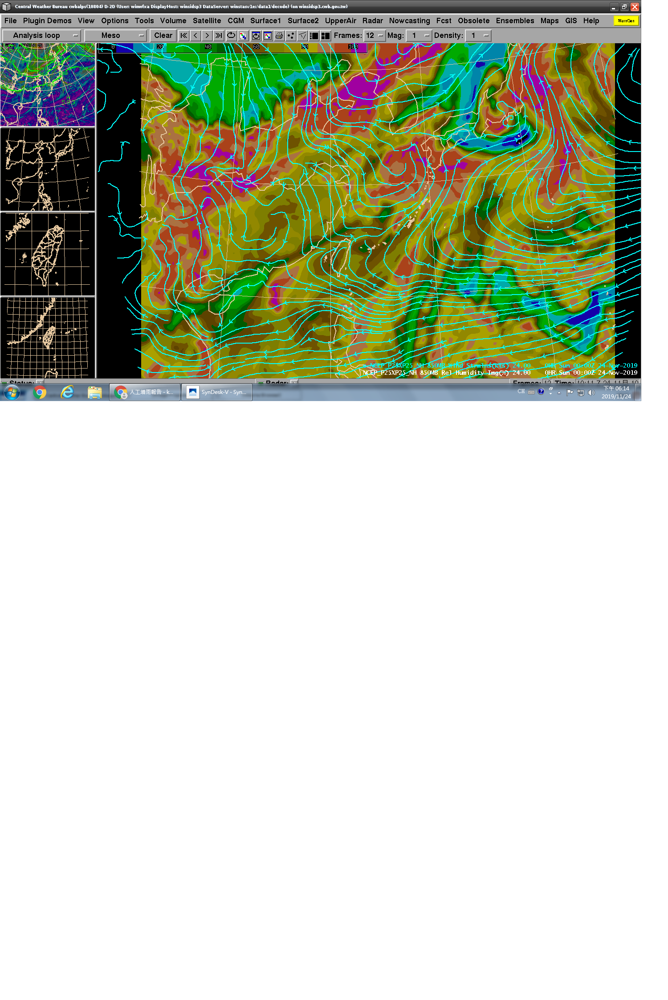 Central Weather Bureau cwbalps(10804) D-2D (User: winwfxa DisplayHost: winsidsp3 DataServer: winstasv1e:/data1/decode) (on winsidsp3.cwb.gov.tw)
File Plugin Demos View Options Tools Volume Satellite CGM Surface1 Surface2 UpperAir Radar Nowcasting Fcst Obsolete Ensembles Maps GIS Help WarnGen
Analysis loop Meso Clear Frames: 12 Mag: 1 Density: 1
0 20 40 60 80 100
NCEP_P25XP25_NH 850MB Wind Strmlns(kts) 24.00 0HR Sun 00:00Z 24-Nov-2019
NCEP_P25XP25_NH 850MB Rel Humidity Img(%) 24.00 0HR Sun 00:00Z 24-Nov-2019
Status: Radar: Frames: 12 Time: 10:11 Z 24 11月 19
人工增雨報告 - k... SynDesk-V - Syn... CH 下午 06:14
2019/11/24